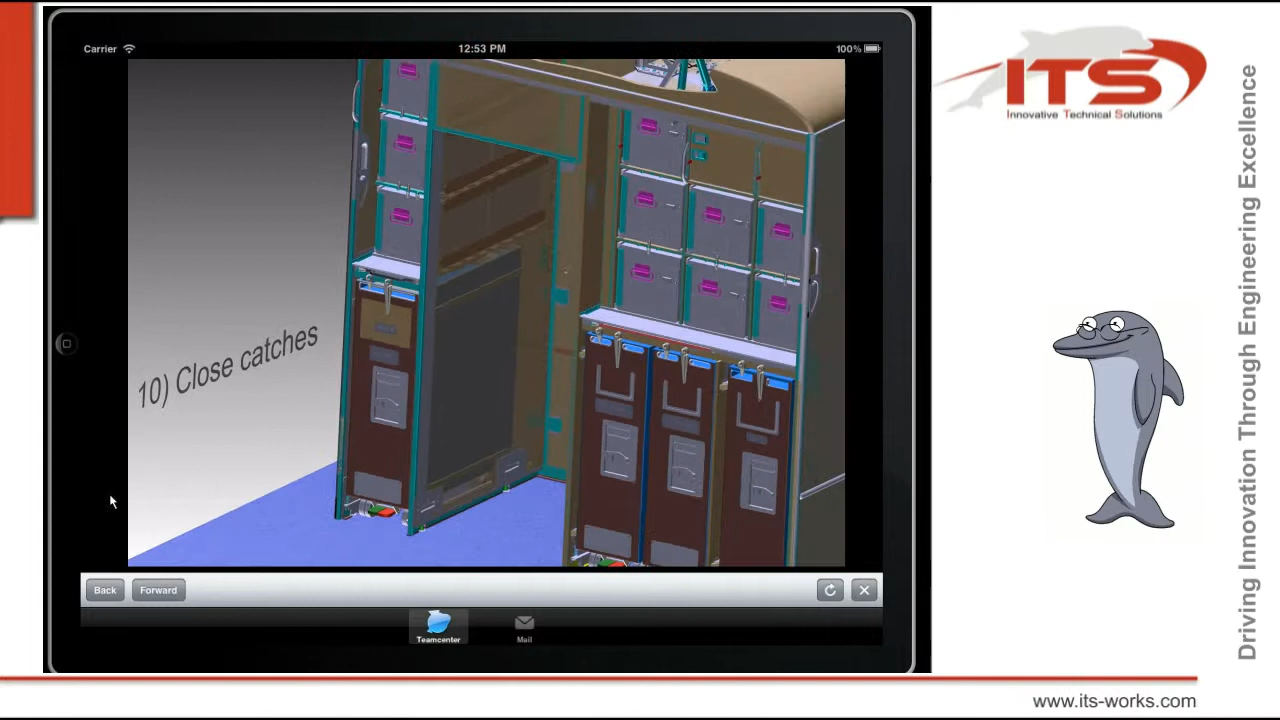 Carrier
12:53 PM
100%
10) Close catches
Back
Forward
Teamcenter
Mail
ITS
Innovative Technical Solutions
Driving Innovation Through Engineering Excellence
www.its-works.com